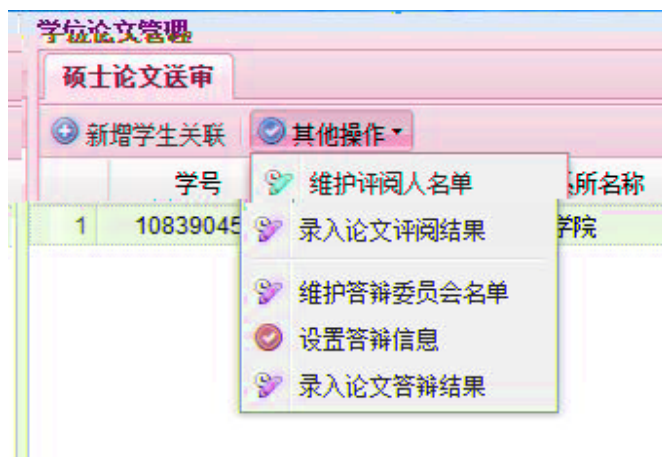 学位论文管理
硕士论文送审
新增学生关联 其他操作
学号 所名称
1 10839045 学院
维护评阅人名单
录入论文评阅结果
维护答辩委员会名单
设置答辩信息
录入论文答辩结果